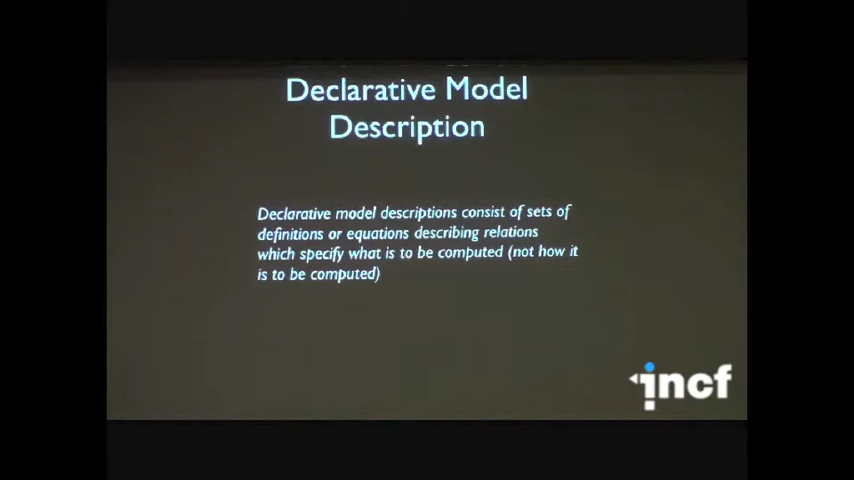 Declarative Model
Description
Declarative model descriptions consist of sets of
definitions or equations describing relations
which specify what is to be computed (not how it
is to be computed)
incf